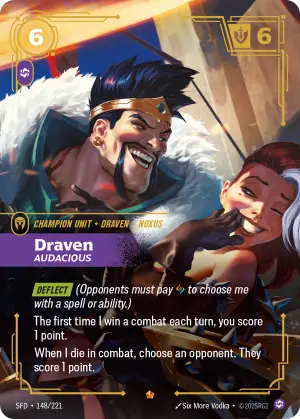 6
6
CHAMPION UNIT • DRAVEN • NOXUS
Draven
AUDACIOUS
DEFLECT (Opponents must pay to choose me
with a spell or ability.)
The first time I win a combat each turn, you score
1 point.
When I die in combat, choose an opponent. They
score 1 point.
SFD • 148/221
Six More Vodka
©2025RGI